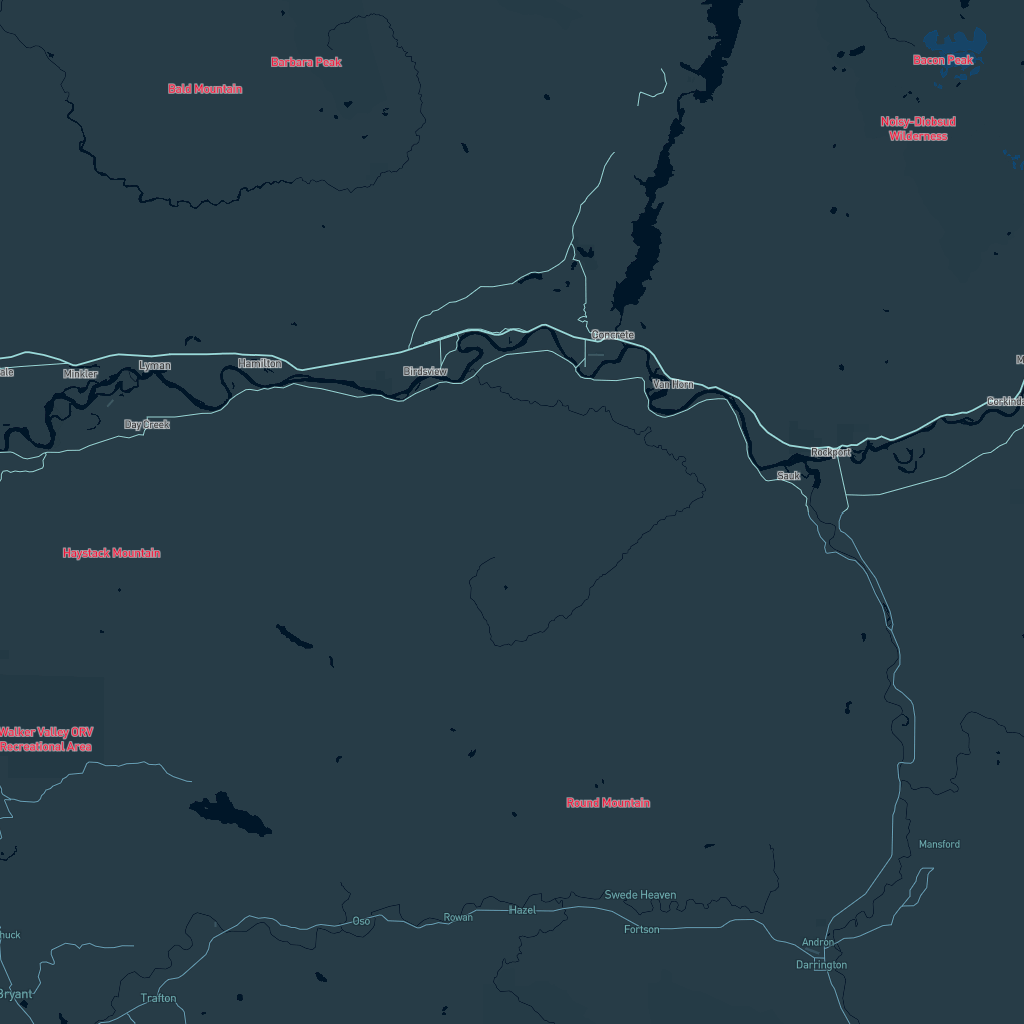 Barbara Peak
Bald Mountain
Bacon Peak
Noisy-Diobsud
Wilderness
Concrete
Lyman
Hamilton
Minkler
Birdsview
Van Horn
Day Creek
Rockport
Sauk
Haystack Mountain
Walker Valley ORV
Recreational Area
Round Mountain
Mansford
Swede Heaven
Hazel
Rowan
Oso
Fortson
Andron
Darrington
Bryant
Trafton